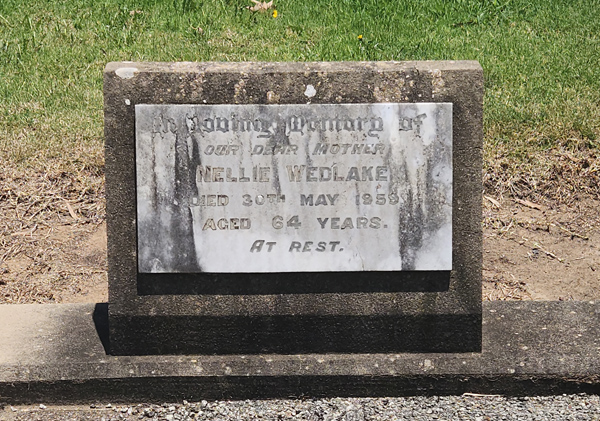 In Loving Memory of
OUR DEAR MOTHER
NELLIE WEDLAKE
DIED 30TH MAY 1959
AGED 64 YEARS.
AT REST.